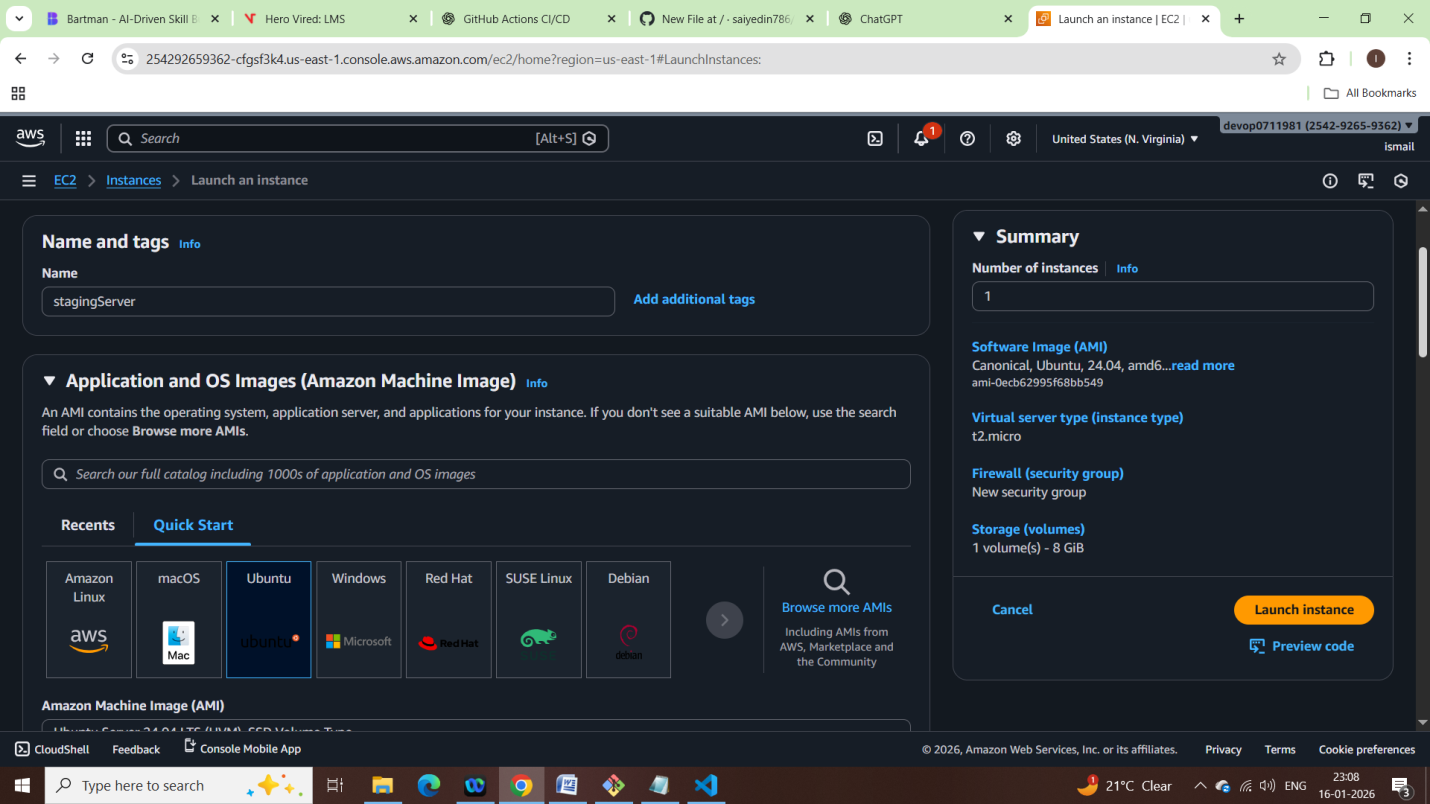 Bartman - AI-Driven Skill B
Hero Vired: LMS
GitHub Actions CI/CD
New File at / · saiyedin786/
ChatGPT
Launch an instance | EC2 |
254292659362-cfgsf3k4.us-east-1.console.aws.amazon.com/ec2/home?region=us-east-1#LaunchInstances:
I
All Bookmarks
aws
Search
[Alt+S]
1
United States (N. Virginia)
devop0711981 (2542-9265-9362)
ismail
EC2
Instances
Launch an instance
Name and tags Info
Name
stagingServer
Add additional tags
Application and OS Images (Amazon Machine Image) Info
An AMI contains the operating system, application server, and applications for your instance. If you don't see a suitable AMI below, use the search
field or choose Browse more AMIs.
Search our full catalog including 1000s of application and OS images
Recents
Quick Start
Amazon
Linux
aws
macOS
Mac
Ubuntu
ubuntu
Windows
Microsoft
Red Hat
Red Hat
SUSE Linux
Debian
debian
Browse more AMIs
Including AMIs from
AWS, Marketplace and
the Community
Amazon Machine Image (AMI)
Ubuntu Server 24.04 LTS (HVM), SSD Volume Type
Summary
Number of instances Info
1
Software Image (AMI)
Canonical, Ubuntu, 24.04, amd6...read more
ami-0ecb62995f68bb549
Virtual server type (instance type)
t2.micro
Firewall (security group)
New security group
Storage (volumes)
1 volume(s) - 8 GiB
Cancel
Launch instance
Preview code
CloudShell
Feedback
Console Mobile App
© 2026, Amazon Web Services, Inc. or its affiliates.
Privacy
Terms
Cookie preferences
Type here to search
1
21°C Clear
ENG
23:08
16-01-2026
3